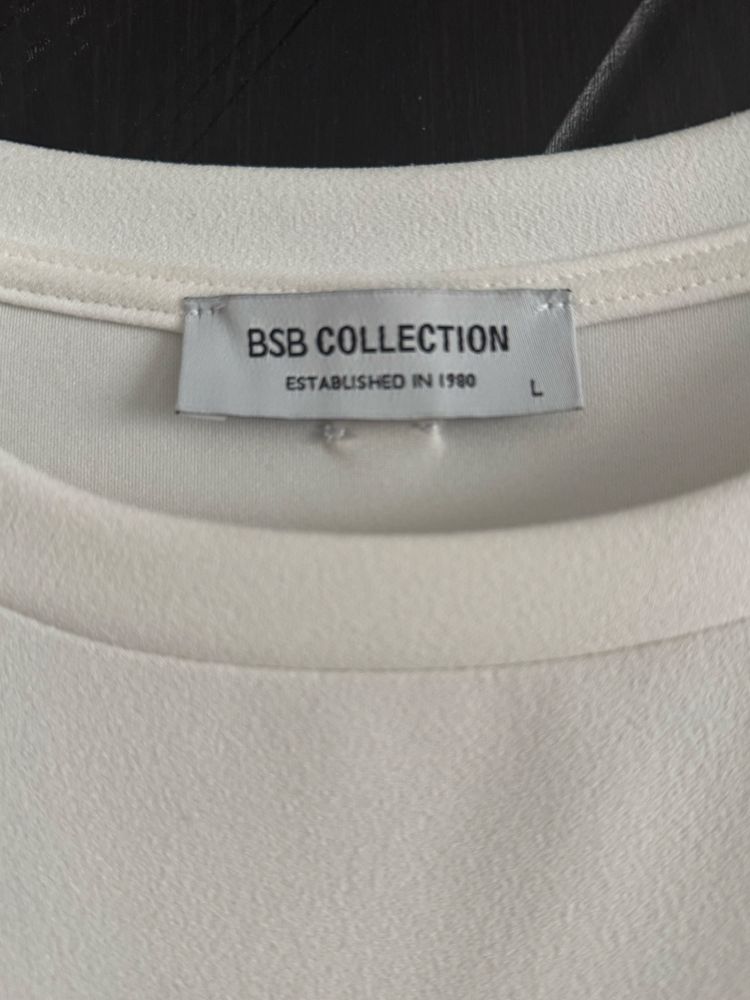 BSB COLLECTION
ESTABLISHED IN 1980
L